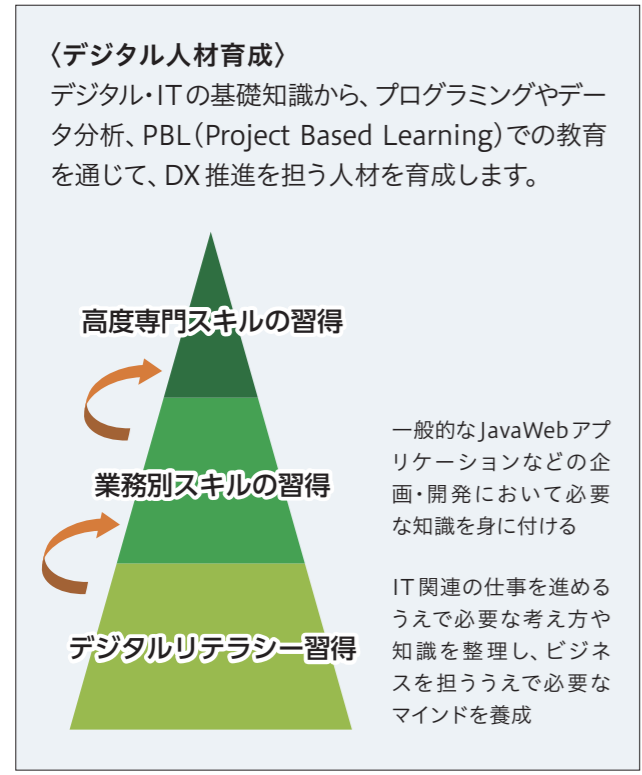 〈デジタル人材育成〉
デジタル・ITの基礎知識から、プログラミングやデー
タ分析、PBL(Project Based Learning)での教育
を通じて、DX推進を担う人材を育成します。
高度専門スキルの習得
業務別スキルの習得
一般的なJavaWebアプ
リケーションなどの企
画・開発において必要
な知識を身に付ける
デジタルリテラシー習得
IT関連の仕事を進める
うえで必要な考え方や
知識を整理し、ビジネ
スを担ううえで必要な
マインドを養成